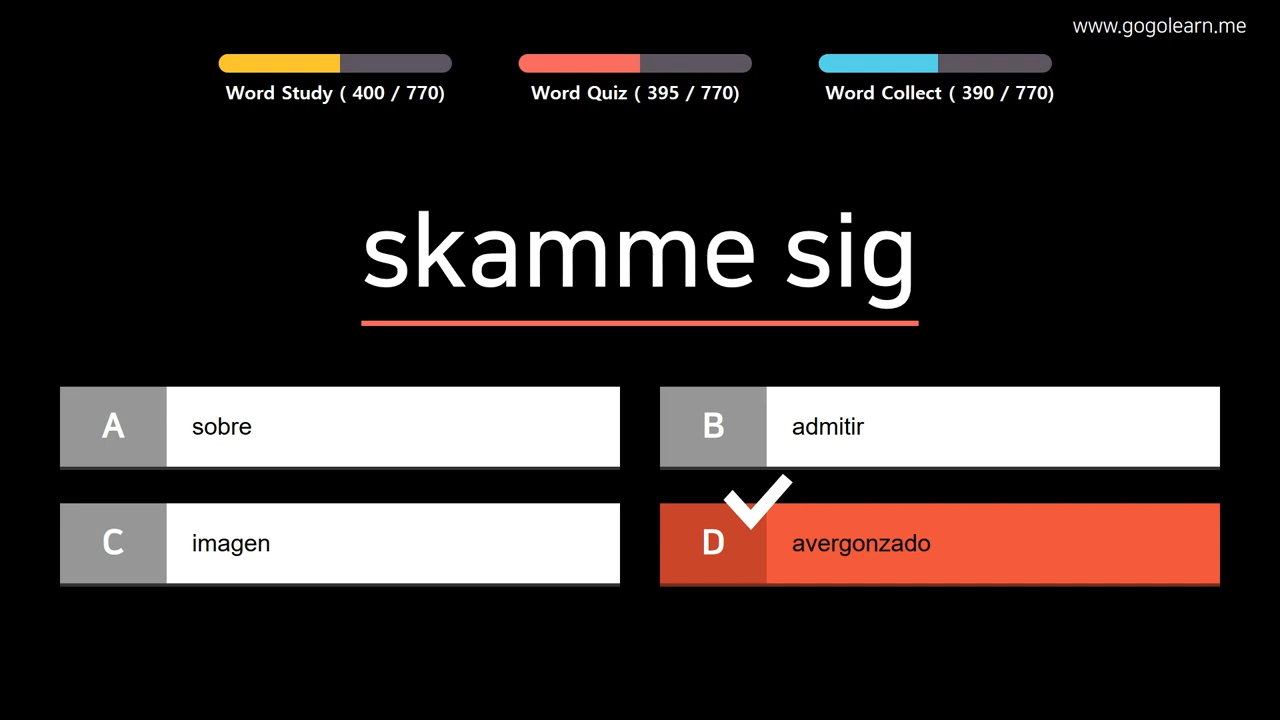 www.gogolearn.me
Word Study ( 400 / 770)
Word Quiz ( 395 / 770)
Word Collect ( 390 / 770)
skamme sig
A sobre
B admitir
C imagen
D avergonzado